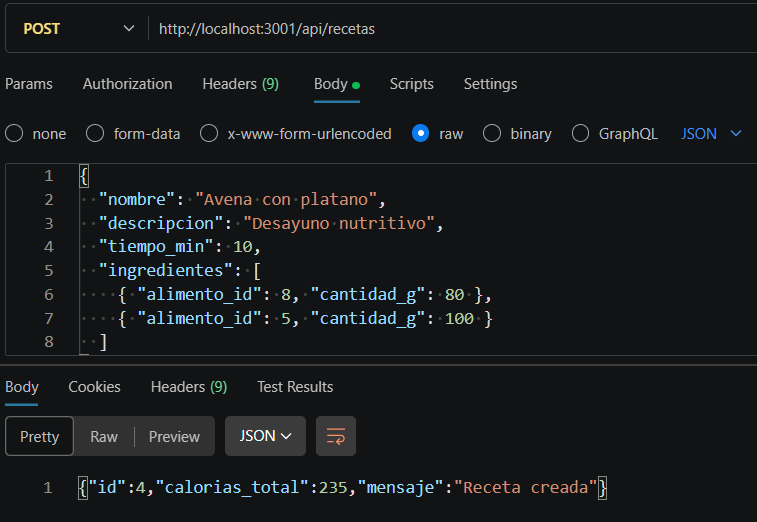 POST http://localhost:3001/api/recetas
Params Authorization Headers (9) Body Scripts Settings
none form-data x-www-form-urlencoded raw binary GraphQL JSON
1 {
2 "nombre": "Avena con platano",
3 "descripcion": "Desayuno nutritivo",
4 "tiempo_min": 10,
5 "ingredientes": [
6 { "alimento_id": 8, "cantidad_g": 80 },
7 { "alimento_id": 5, "cantidad_g": 100 }
8 ]
Body Cookies Headers (9) Test Results
Pretty Raw Preview JSON
1 {"id":4,"calorias_total":235,"mensaje":"Receta creada"}